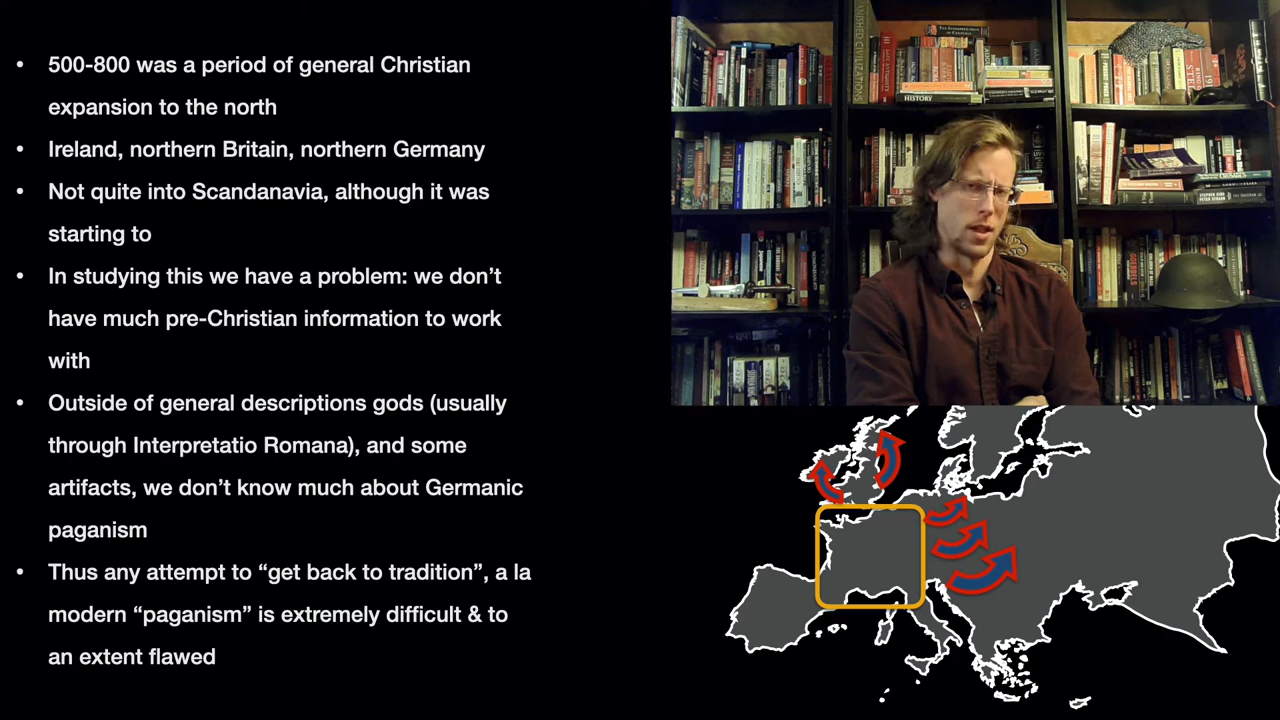 • 500-800 was a period of general Christian
expansion to the north
• Ireland, northern Britain, northern Germany
• Not quite into Scandanavia, although it was
starting to
• In studying this we have a problem: we don’t
have much pre-Christian information to work
with
• Outside of general descriptions gods (usually
through Interpretatio Romana), and some
artifacts, we don’t know much about Germanic
paganism
• Thus any attempt to “get back to tradition”, a la
modern “paganism” is extremely difficult & to
an extent flawed
HISTORY